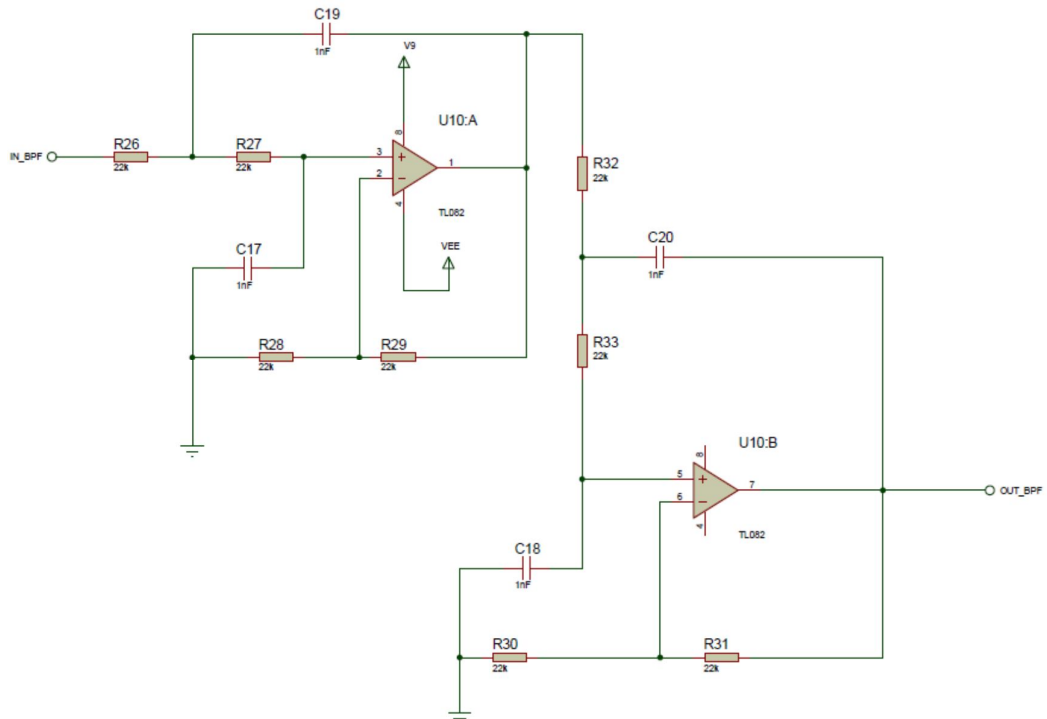 C19
1nF
V9
8
U10:A
IN_BPF
R26
22k
R27
22k
3
2
1
4
TL082
R32
22k
C17
1nF
VEE
C20
1nF
R28
22k
R29
22k
R33
22k
U10:B
8
5
6
7
4
TL082
OUT_BPF
C18
1nF
R30
22k
R31
22k